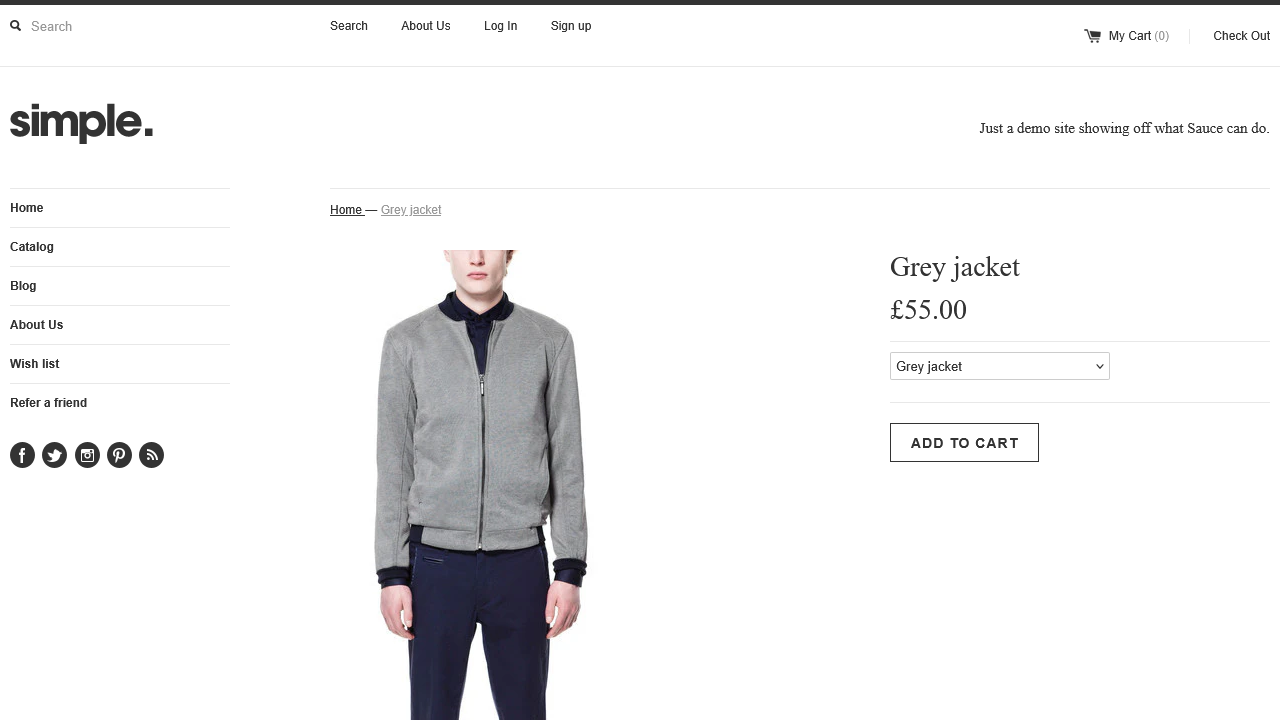 Search
Search
About Us
Log In
Sign up
My Cart (0)
Check Out
simple.
Just a demo site showing off what Sauce can do.
Home
Catalog
Blog
About Us
Wish list
Refer a friend
Home — Grey jacket
Grey jacket
£55.00
Grey jacket
ADD TO CART